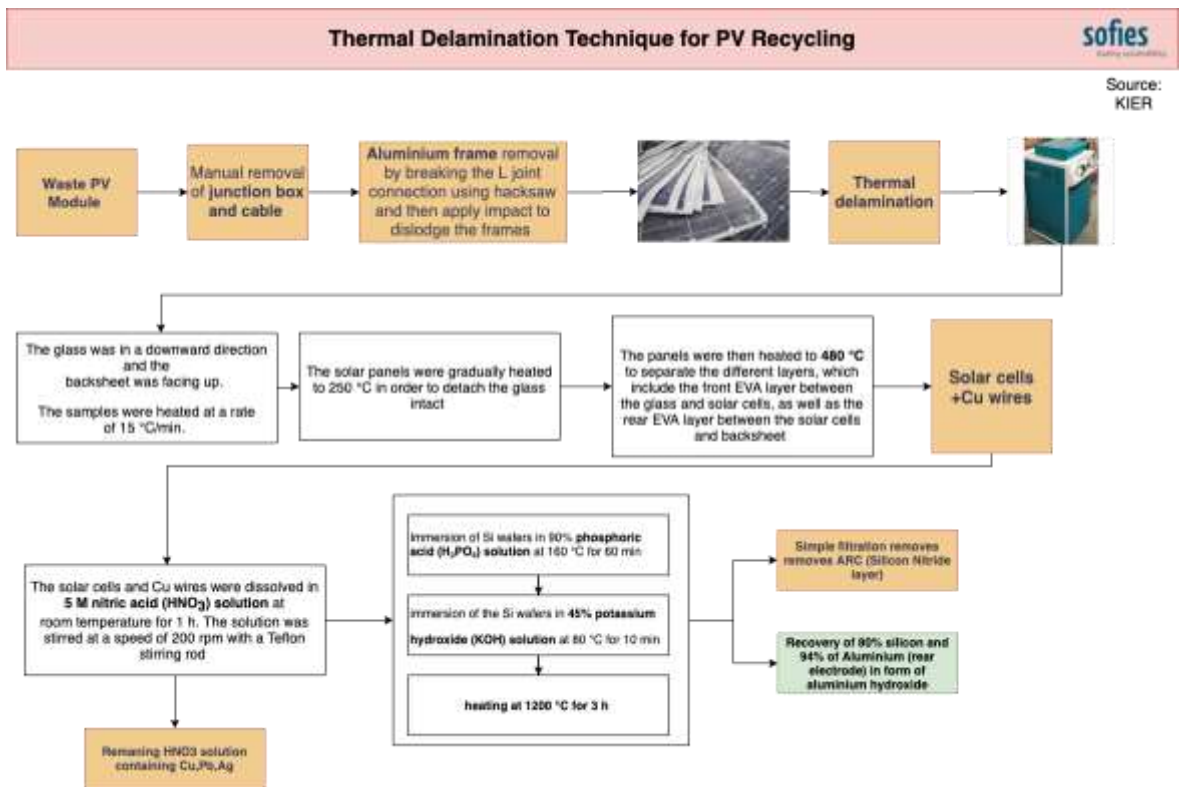 Thermal Delamination Technique for PV Recycling
sofies
Source:
KIER
Waste PV
Module
Manual removal
of junction box
and cable
Aluminium frame removal
by breaking the L joint
connection using hacksaw
and then apply impact to
dislodge the frames
Thermal
delamination
The glass was in a downward direction
and the
backsheet was facing up.
The samples were heated at a rate
of 15 °C/min.
The solar panels were gradually heated
to 250 °C in order to detach the glass
intact
The panels were then heated to 480 °C
to separate the different layers, which
include the front EVA layer between
the glass and solar cells, as well as the
rear EVA layer between the solar cells
and backsheet
Solar cells
+Cu wires
The solar cells and Cu wires were dissolved in
5 M nitric acid (HNO3) solution at
room temperature for 1 h. The solution was
stirred at a speed of 200 rpm with a Teflon
stirring rod
Remaning HNO3 solution
containing Cu,Pb,Ag
Immersion of Si wafers in 90% phosphoric
acid (H₃PO₄) solution at 160 °C for 60 min
immersion of the Si wafers in 45% potassium
hydroxide (KOH) solution at 80 °C for 10 min
heating at 1200 °C for 3 h
Simple filtration removes
removes ARC (Silicon Nitride
layer)
Recovery of 80% silicon and
94% of Aluminium (rear
electrode) in form of
aluminium hydroxide